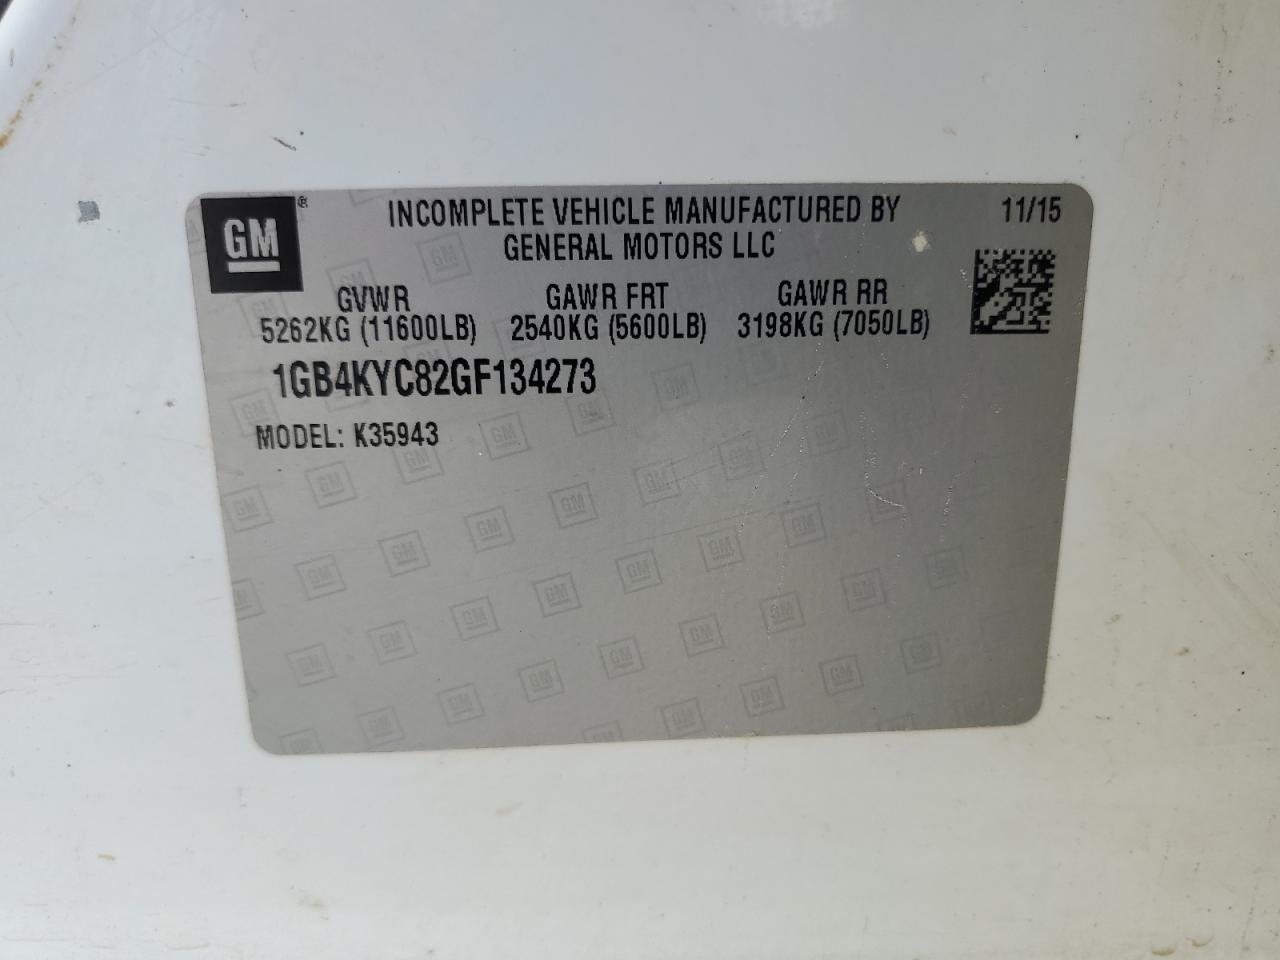 GM®
INCOMPLETE VEHICLE MANUFACTURED BY
GENERAL MOTORS LLC
11/15
GVWR GAWR FRT GAWR RR
5262KG (11600LB) 2540KG (5600LB) 3198KG (7050LB)
1GB4KYC82GF134273
MODEL: K35943